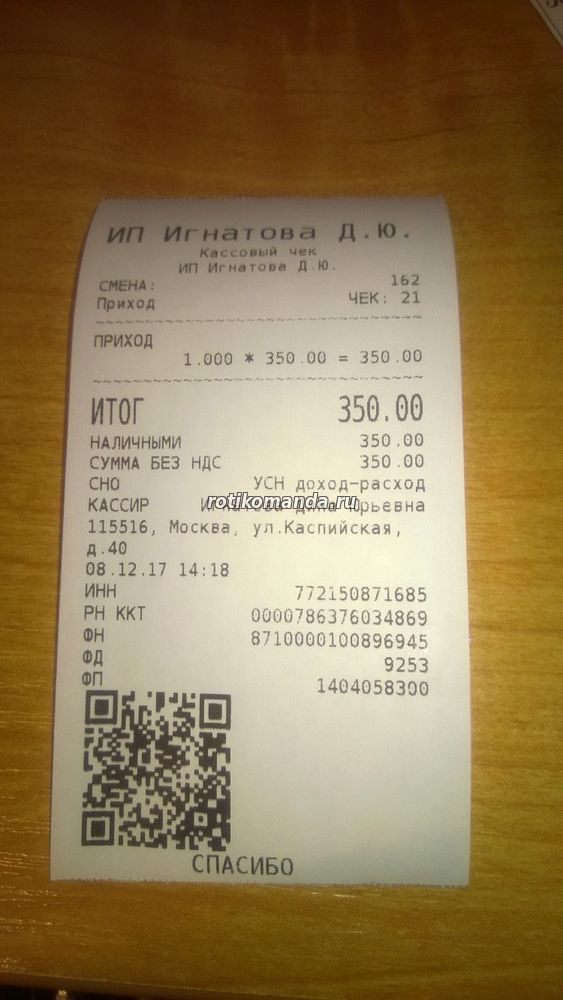 ИП Игнатова Д.Ю.
Кассовый чек
ИП Игнатова Д.Ю.
СМЕНА: 162
Приход ЧЕК: 21
~~~~~~~~~~~~~~~~~~~~~~~~~~~~~~~~
ПРИХОД
1.000 * 350.00 = 350.00
~~~~~~~~~~~~~~~~~~~~~~~~~~~~~~~~
ИТОГ 350.00
НАЛИЧНЫМИ 350.00
СУММА БЕЗ НДС 350.00
СНО УСН доход-расход
rotikomanda.ru
КАССИР Юрьевна
115516, Москва, ул.Каспийская,
д.40
08.12.17 14:18
ИНН 772150871685
РН ККТ 0000786376034869
ФН 8710000100896945
ФД 9253
ФП 1404058300
СПАСИБО